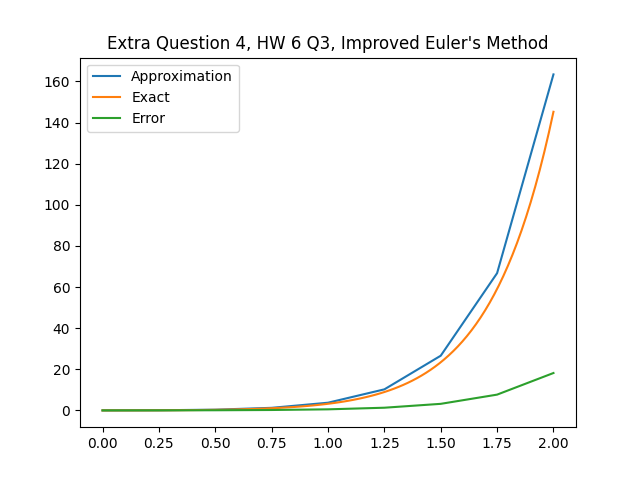 Extra Question 4, HW 6 Q3, Improved Euler's Method
Approximation
Exact
Error
160
140
120
100
80
60
40
20
0
0.00 0.25 0.50 0.75 1.00 1.25 1.50 1.75 2.00